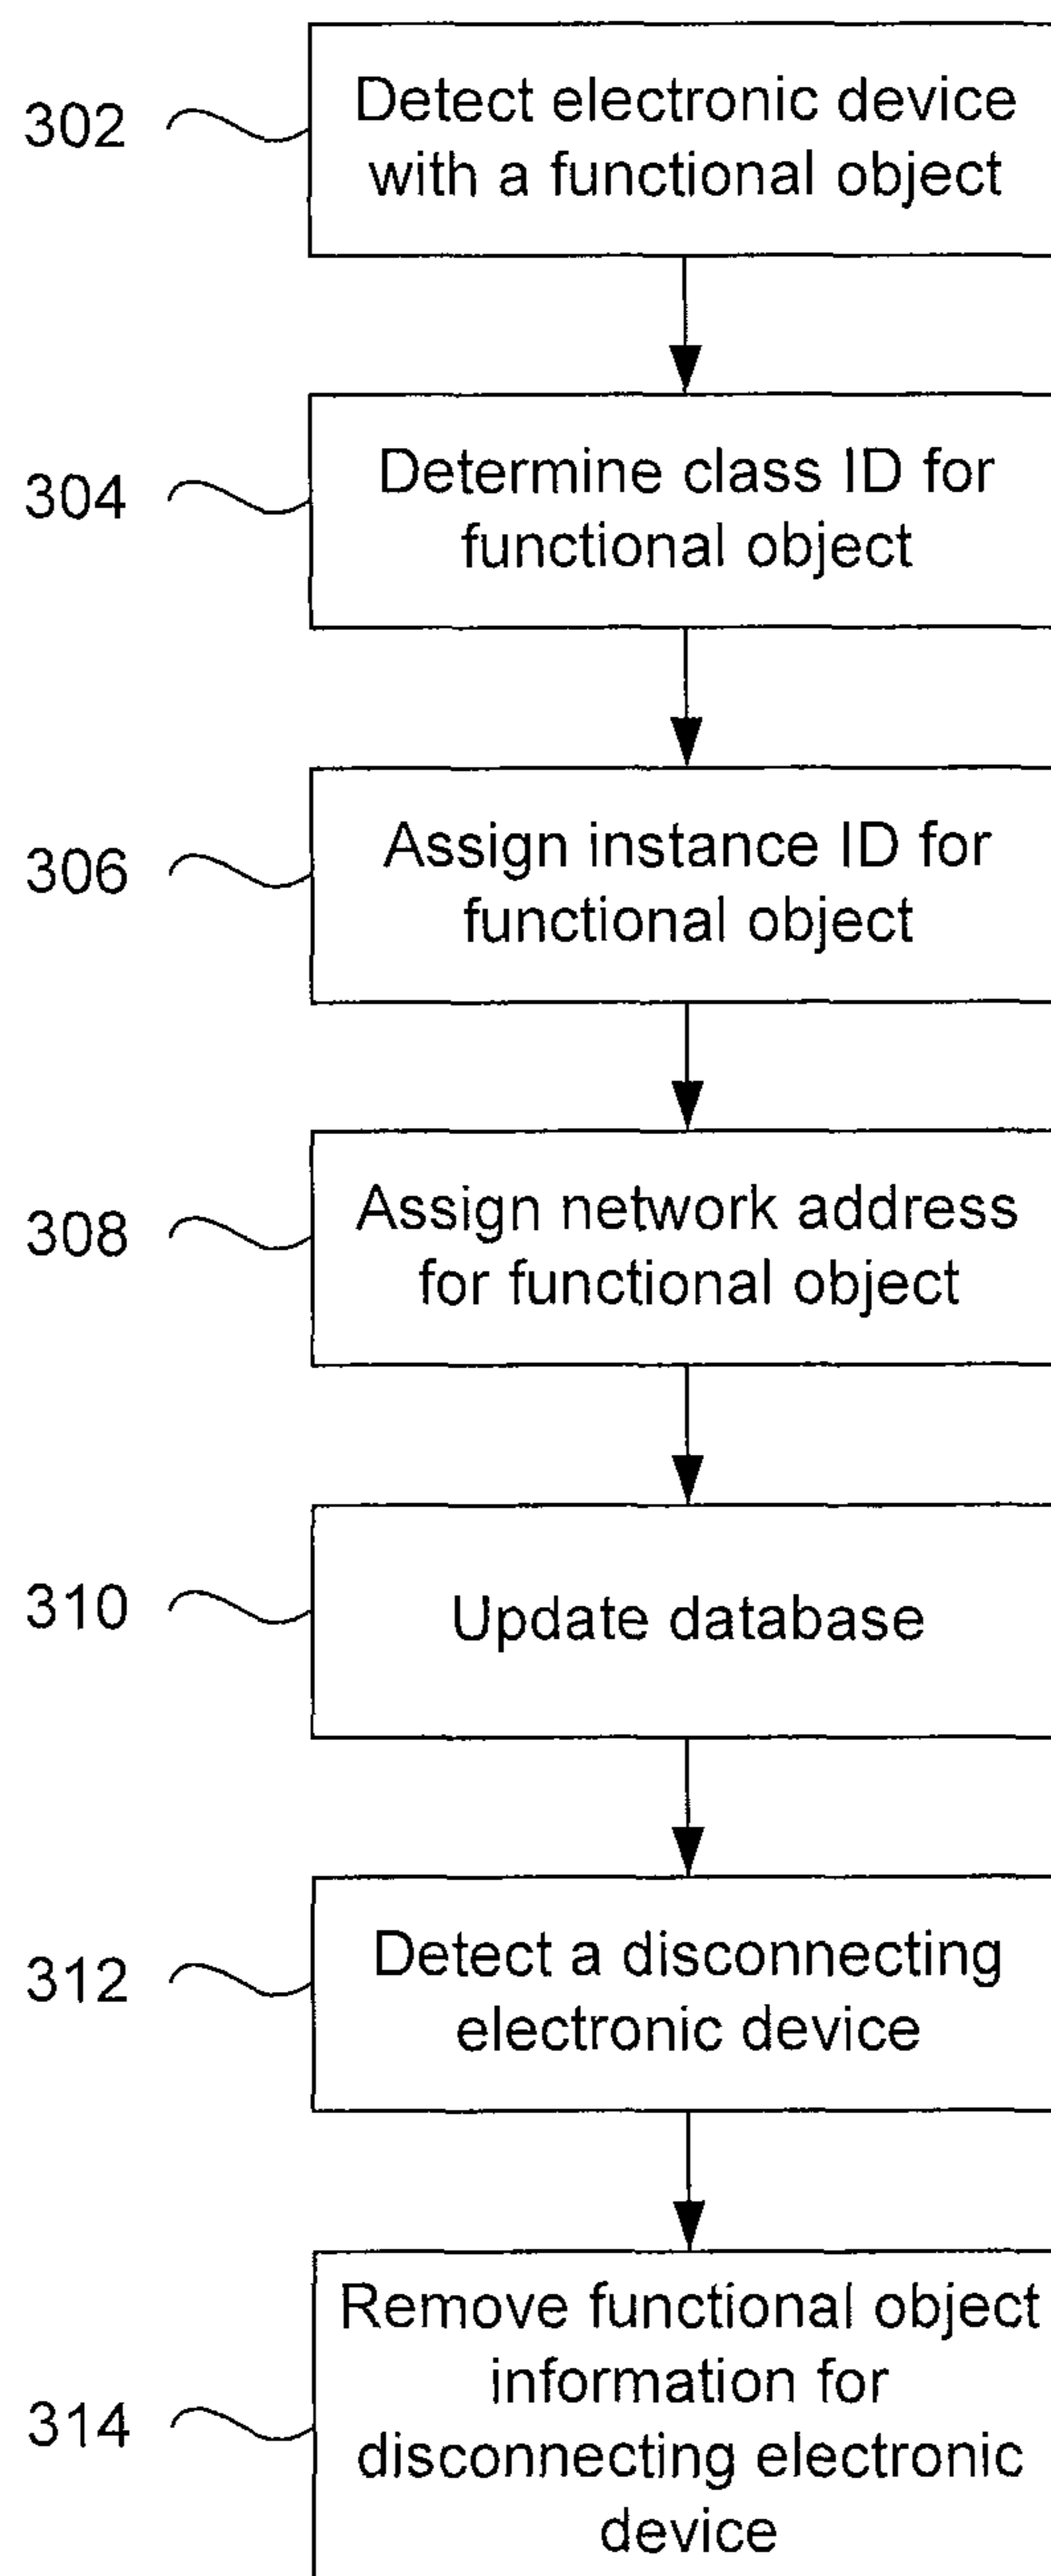 302
Detect electronic device
with a functional object
304
Determine class ID for
functional object
306
Assign instance ID for
functional object
308
Assign network address
for functional object
310
Update database
312
Detect a disconnecting
electronic device
314
Remove functional object
information for
disconnecting electronic
device